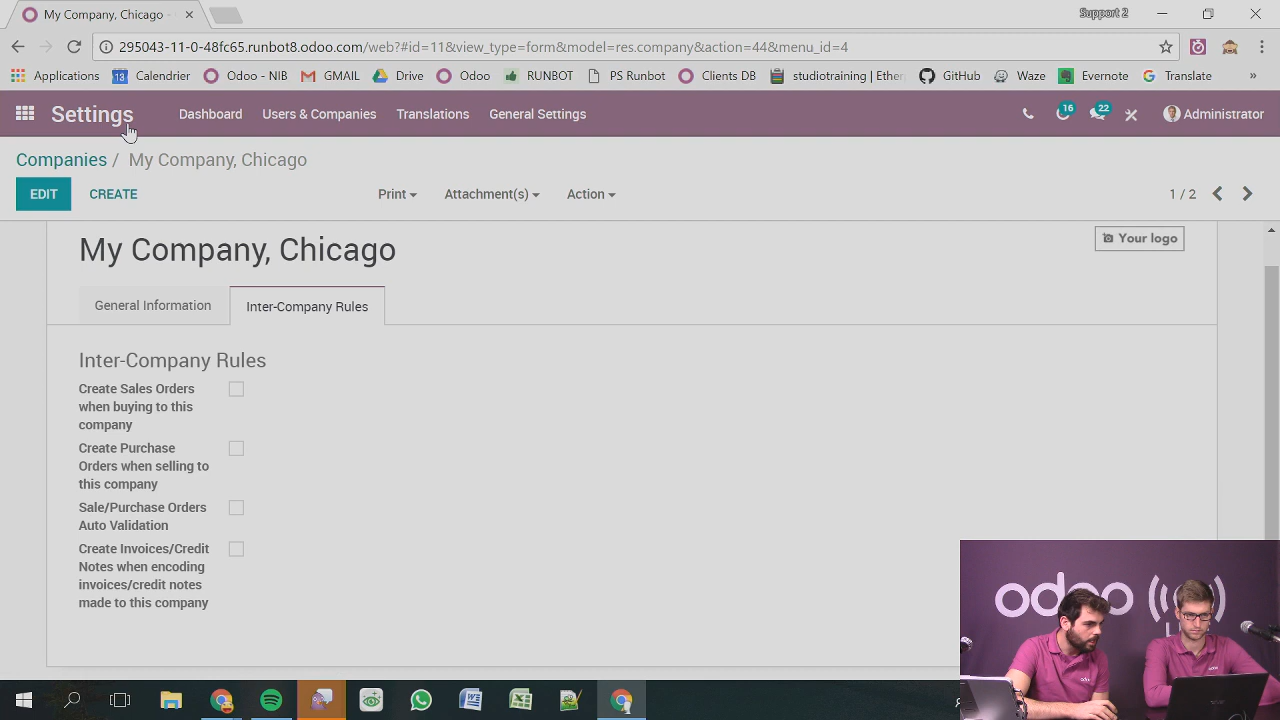 My Company, Chicago -
Support 2
295043-11-0-48fc65.runbot8.odoo.com/web?#id=11&view_type=form&model=res.company&action=44&menu_id=4
Applications 13 Calendrier Odoo - NIB GMAIL Drive Odoo RUNBOT PS Runbot Clients DB studiotraining | Ether GitHub Waze Evernote Translate »
Settings Dashboard Users & Companies Translations General Settings 16 22 Administrator
Companies / My Company, Chicago
EDIT CREATE Print Attachment(s) Action 1 / 2
My Company, Chicago
Your logo
General Information Inter-Company Rules
Inter-Company Rules
Create Sales Orders
when buying to this
company
Create Purchase
Orders when selling to
this company
Sale/Purchase Orders
Auto Validation
Create Invoices/Credit
Notes when encoding
invoices/credit notes
made to this company
odoo